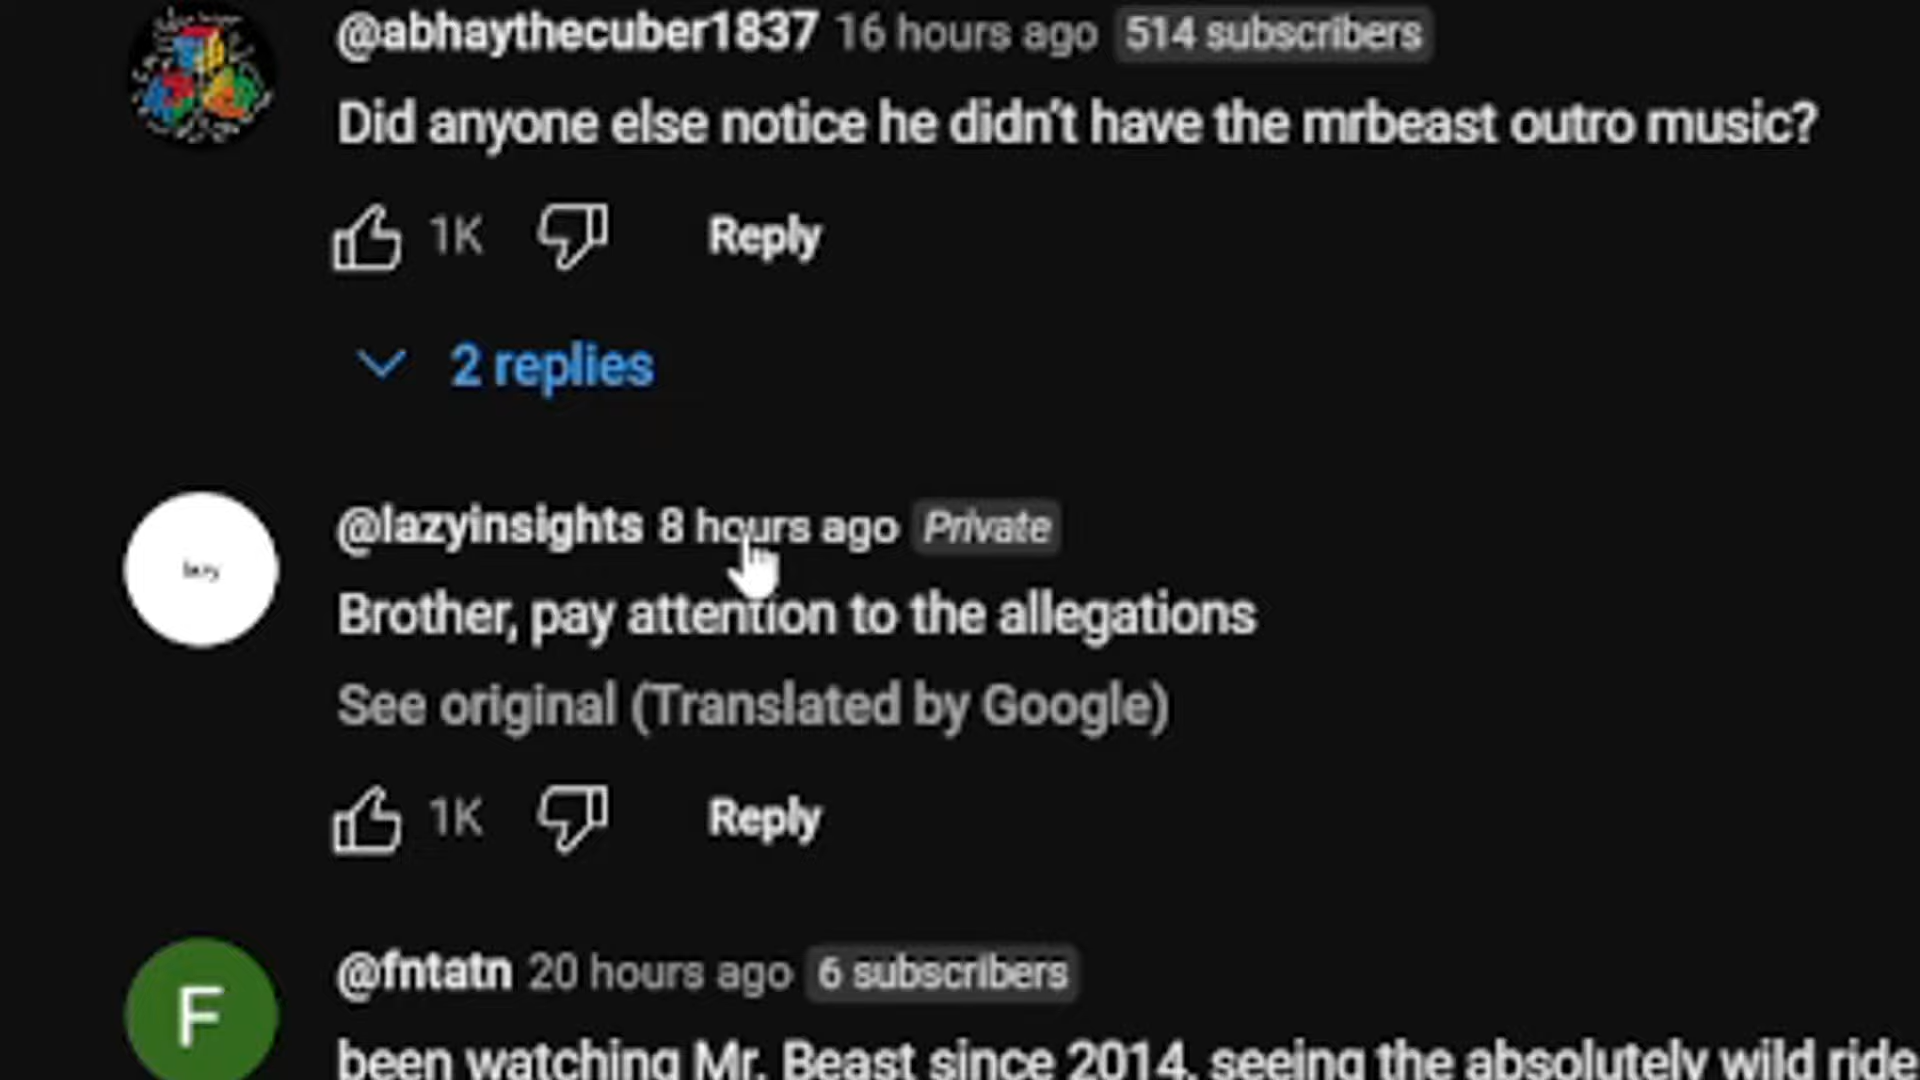 @abhaythecuber1837 16 hours ago 514 subscribers
Did anyone else notice he didn't have the mrbeast outro music?
1K Reply
2 replies
@lazyinsights 8 hours ago Private
Brother, pay attention to the allegations
See original (Translated by Google)
1K Reply
@fntatn 20 hours ago 6 subscribers
F
been watching Mr. Beast since 2014, seeing the absolutely wild ride